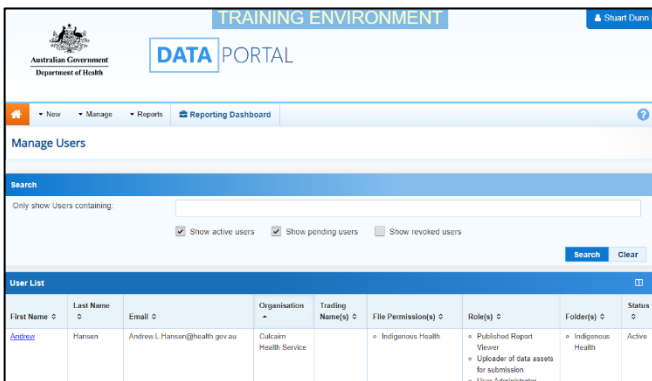 TRAINING ENVIRONMENT
Stuart Dunn
Australian Government
Department of Health
DATA PORTAL
New Manage Reports Reporting Dashboard ?
Manage Users
Search
Only show Users containing:
Show active users Show pending users Show revoked users
Search Clear
User List
First Name Last Name Email Organisation Trading Name(s) File Permission(s) Role(s) Folder(s) Status
Andrew Hansen Andrew.L.Hansen@health.gov.au Culcairn Health Service Indigenous Health Published Report Viewer Indigenous Health Active
Uploader of data assets for submission
User Administrator